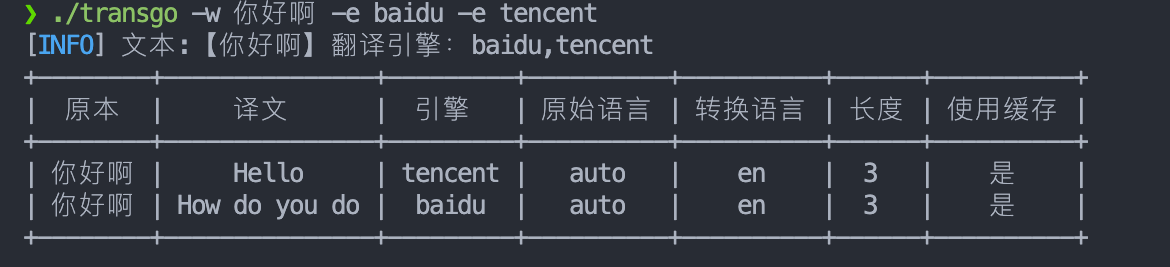 ❯ ./transgo -w 你好啊 -e baidu -e tencent
[INFO] 文本:【你好啊】翻译引擎: baidu,tencent
| 原本 | 译文 | 引擎 | 原始语言 | 转换语言 | 长度 | 使用缓存 |
| 你好啊 | Hello | tencent | auto | en | 3 | 是 |
| 你好啊 | How do you do | baidu | auto | en | 3 | 是 |